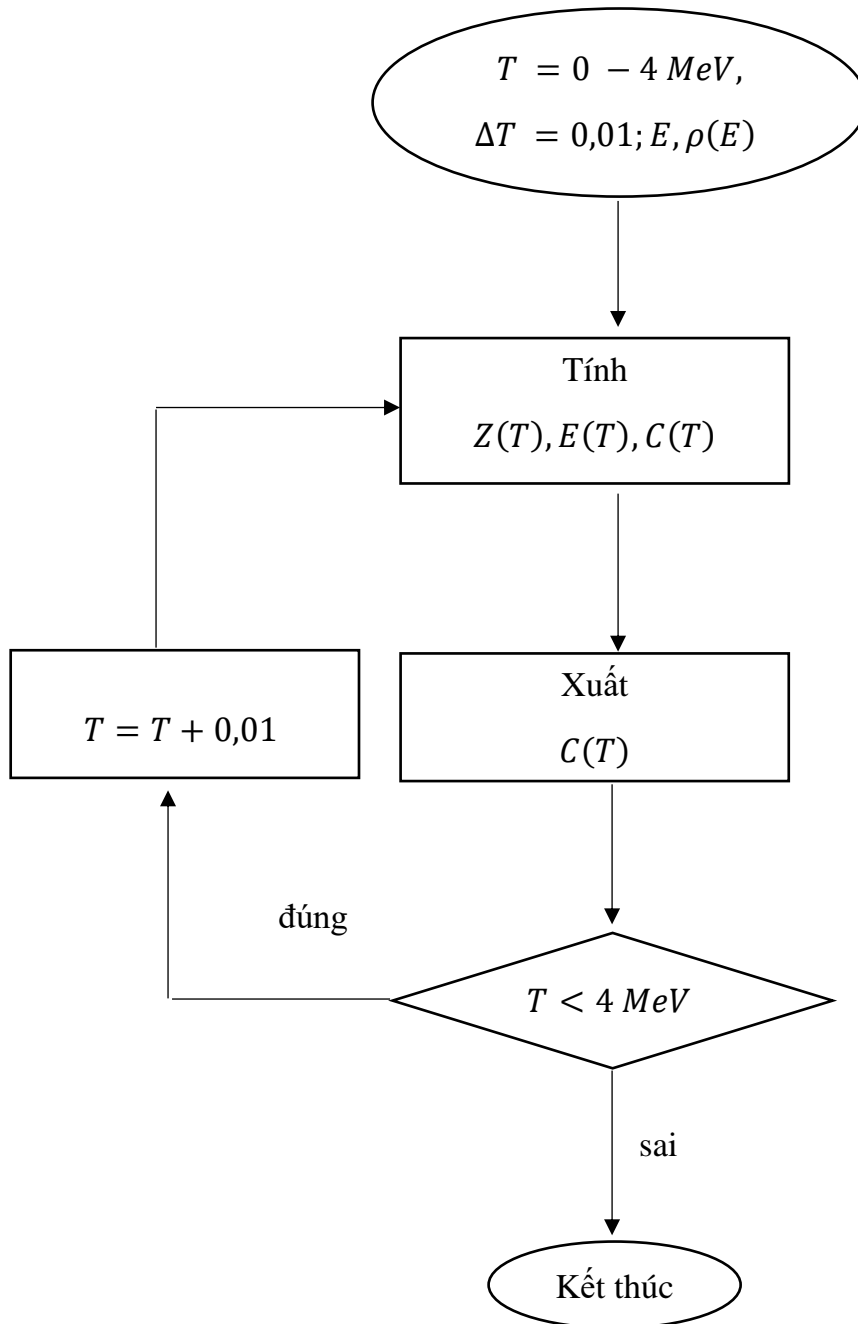 T = 0 − 4 MeV,
ΔT = 0,01; E, ρ(E)
Tính
Z(T), E(T), C(T)
T = T + 0,01
Xuất
C(T)
đúng
T < 4 MeV
sai
Kết thúc